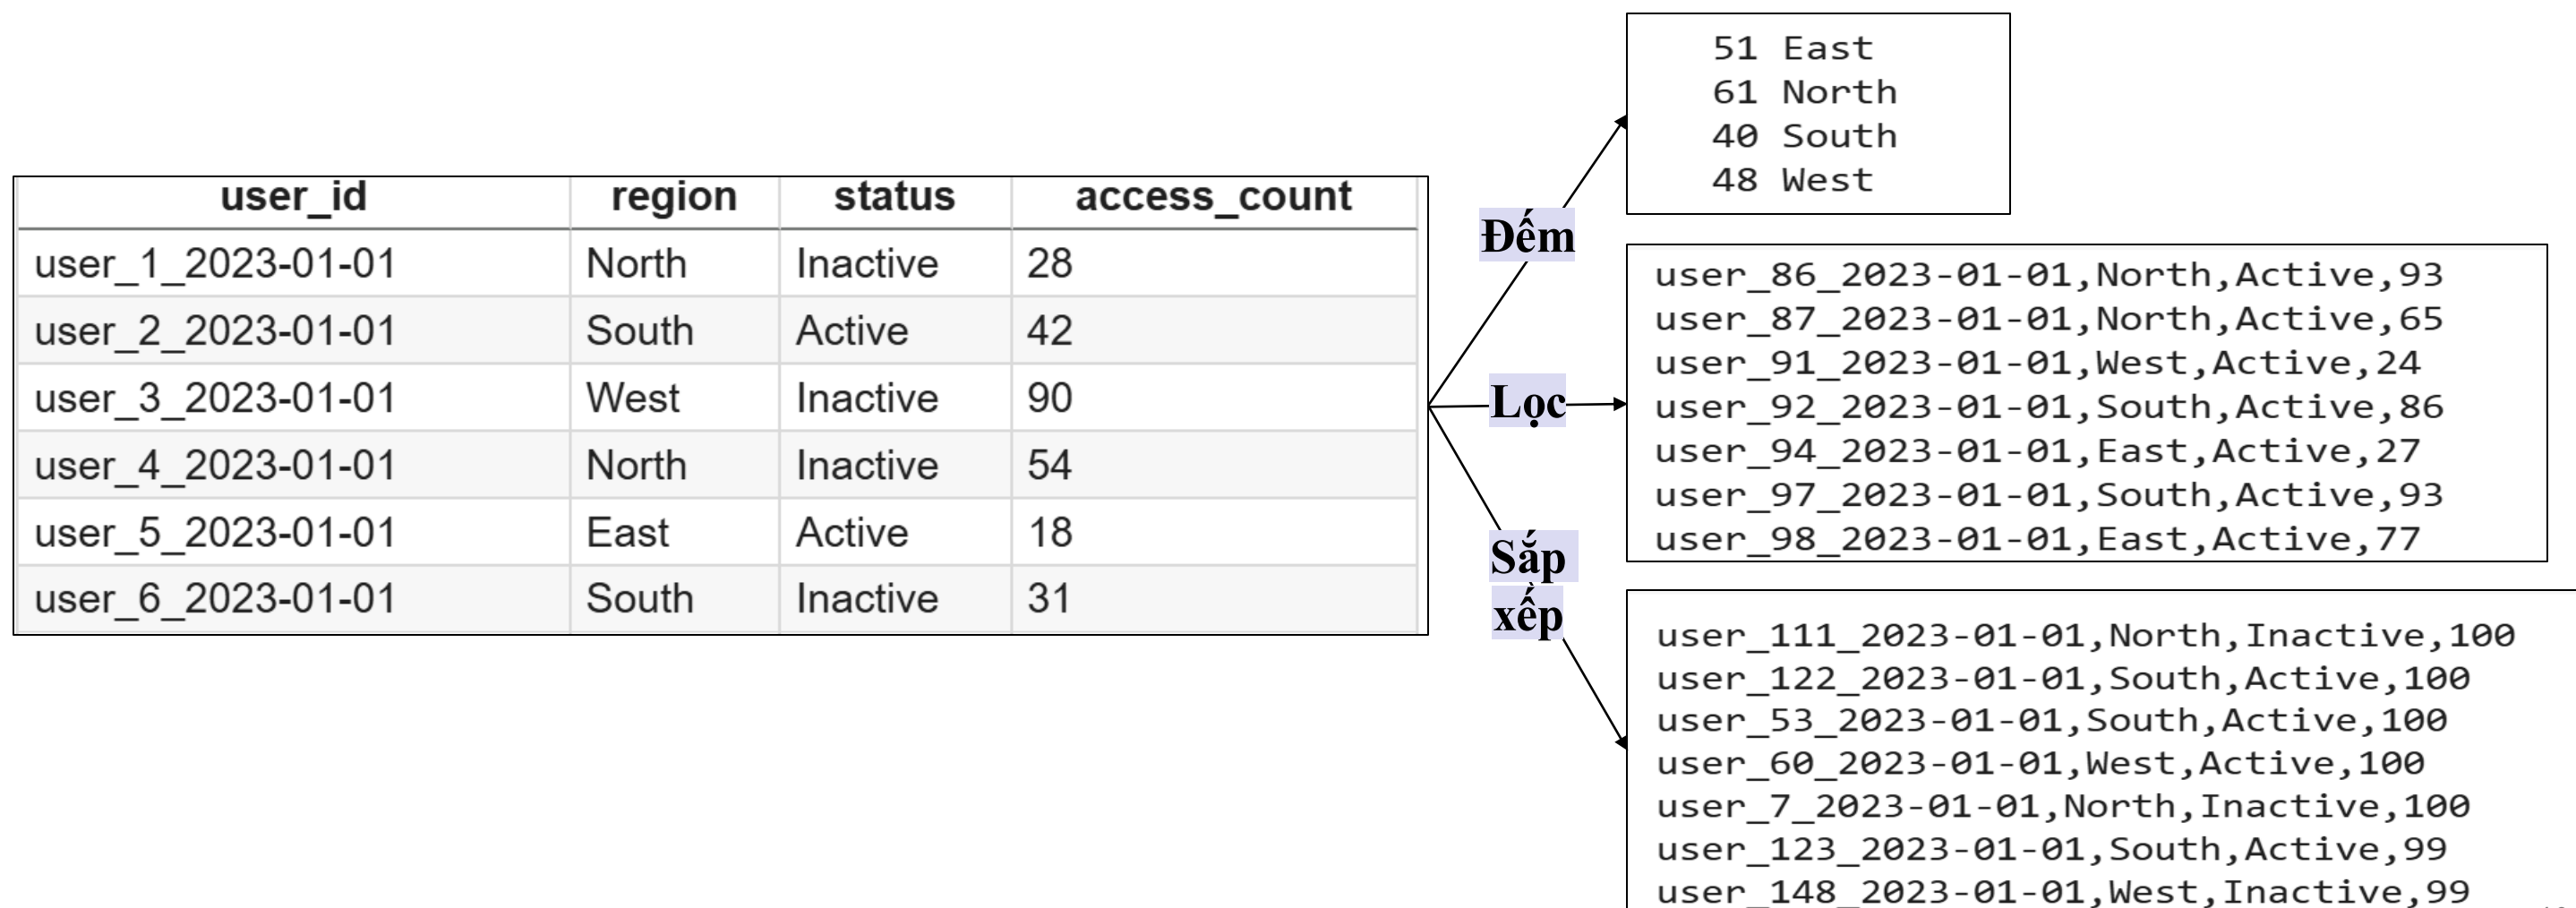 user_id region status access_count
user_1_2023-01-01 North Inactive 28
user_2_2023-01-01 South Active 42
user_3_2023-01-01 West Inactive 90
user_4_2023-01-01 North Inactive 54
user_5_2023-01-01 East Active 18
user_6_2023-01-01 South Inactive 31
Đếm
51 East
61 North
40 South
48 West
Lọc
user_86_2023-01-01,North,Active,93
user_87_2023-01-01,North,Active,65
user_91_2023-01-01,West,Active,24
user_92_2023-01-01,South,Active,86
user_94_2023-01-01,East,Active,27
user_97_2023-01-01,South,Active,93
user_98_2023-01-01,East,Active,77
Sắp
xếp
user_111_2023-01-01,North,Inactive,100
user_122_2023-01-01,South,Active,100
user_53_2023-01-01,South,Active,100
user_60_2023-01-01,West,Active,100
user_7_2023-01-01,North,Inactive,100
user_123_2023-01-01,South,Active,99
user_148_2023-01-01,West,Inactive,99